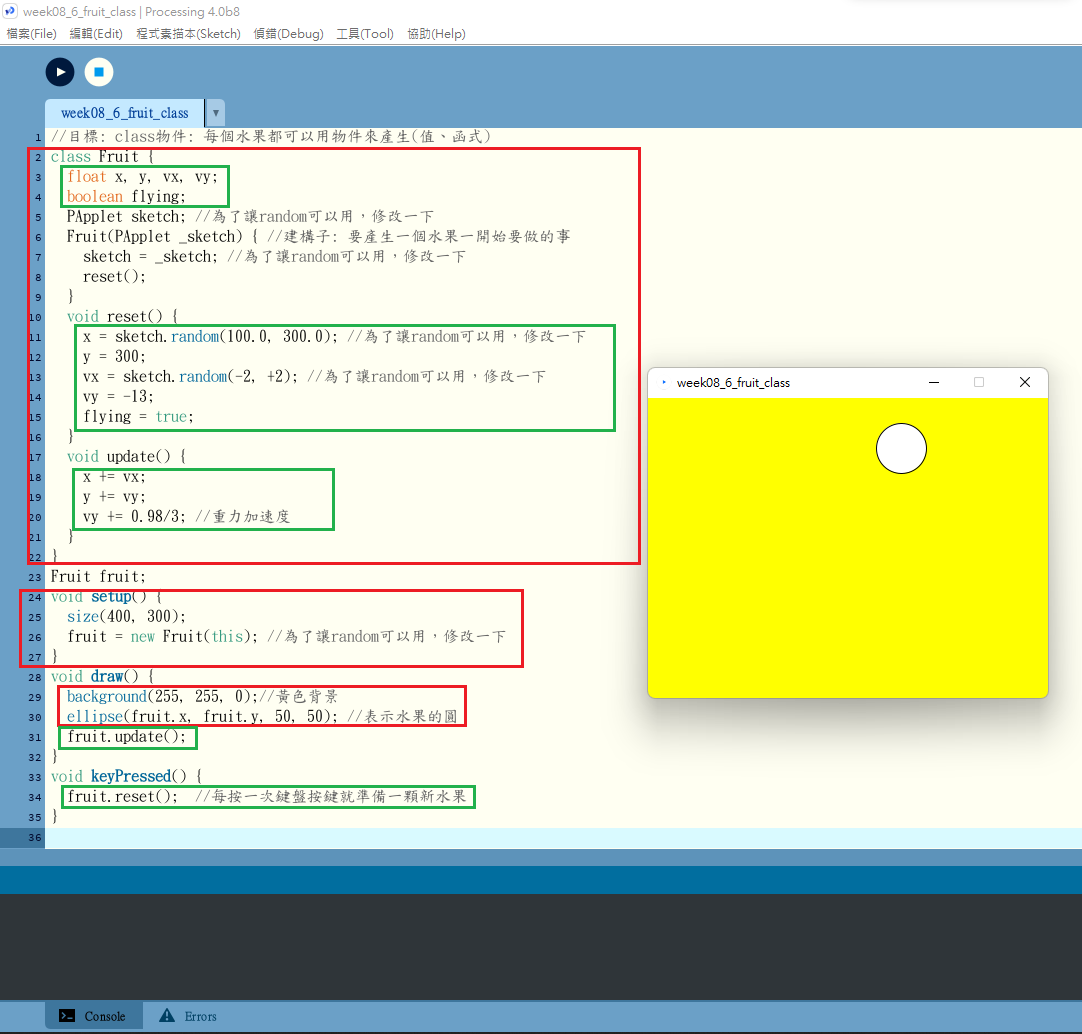 week08_6_fruit_class | Processing 4.0b8
檔案(File) 編輯(Edit) 程式素描本(Sketch) 偵錯(Debug) 工具(Tool) 協助(Help)
week08_6_fruit_class
1 //目標: class物件: 每個水果都可以用物件來產生(值、函式)
2 class Fruit {
3 float x, y, vx, vy;
4 boolean flying;
5 PApplet sketch; //為了讓random可以用，修改一下
6 Fruit(PApplet _sketch) { //建構子: 要產生一個水果一開始要做的事
7 sketch = _sketch; //為了讓random可以用，修改一下
8 reset();
9 }
10 void reset() {
11 x = sketch.random(100.0, 300.0); //為了讓random可以用，修改一下
12 y = 300;
13 vx = sketch.random(-2, +2); //為了讓random可以用，修改一下
14 vy = -13;
15 flying = true;
16 }
17 void update() {
18 x += vx;
19 y += vy;
20 vy += 0.98/3; //重力加速度
21 }
22 }
23 Fruit fruit;
24 void setup() {
25 size(400, 300);
26 fruit = new Fruit(this); //為了讓random可以用，修改一下
27 }
28 void draw() {
29 background(255, 255, 0);//黃色背景
30 ellipse(fruit.x, fruit.y, 50, 50); //表示水果的圓
31 fruit.update();
32 }
33 void keyPressed() {
34 fruit.reset(); //每按一次鍵盤按鍵就準備一顆新水果
35 }
36
week08_6_fruit_class
Console Errors